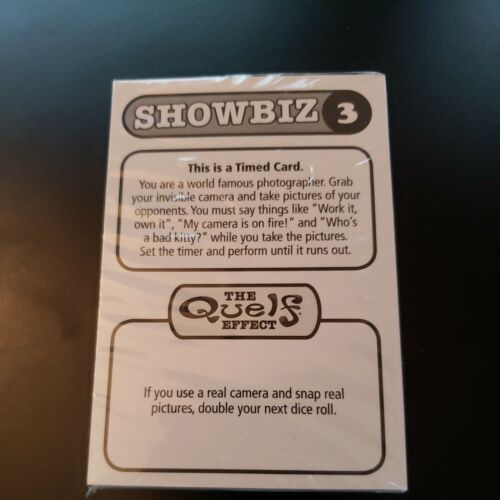 SHOWBIZ 3
This is a Timed Card.
You are a world famous photographer. Grab
your invisible camera and take pictures of your
opponents. You must say things like "Work it,
own it", "My camera is on fire!" and "Who's
a bad kitty?" while you take the pictures.
Set the timer and perform until it runs out.
THE
Quelf
EFFECT
If you use a real camera and snap real
pictures, double your next dice roll.